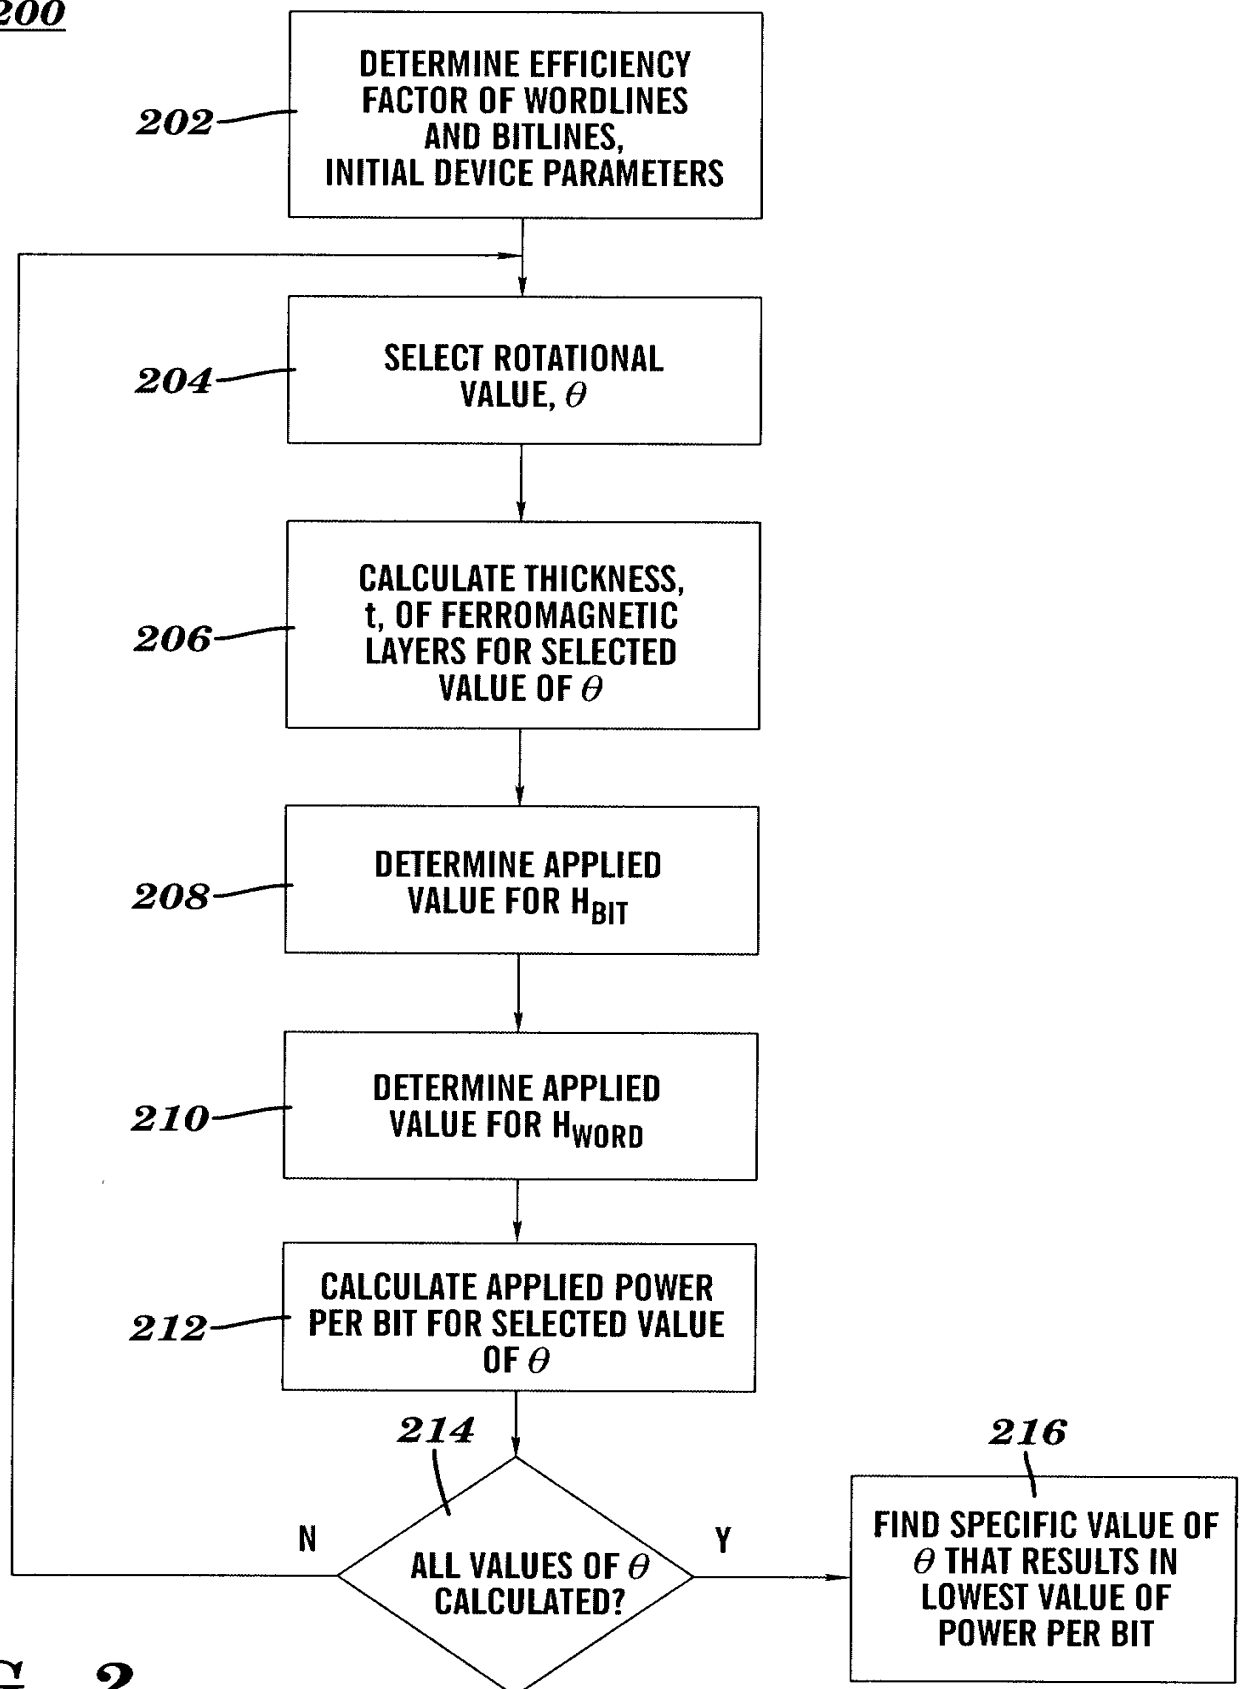 200
DETERMINE EFFICIENCY
FACTOR OF WORDLINES
AND BITLINES,
INITIAL DEVICE PARAMETERS
202
SELECT ROTATIONAL
VALUE, θ
204
CALCULATE THICKNESS,
t, OF FERROMAGNETIC
LAYERS FOR SELECTED
VALUE OF θ
206
DETERMINE APPLIED
VALUE FOR HBIT
208
DETERMINE APPLIED
VALUE FOR HWORD
210
CALCULATE APPLIED POWER
PER BIT FOR SELECTED VALUE
OF θ
212
214
N
ALL VALUES OF θ
CALCULATED?
Y
216
FIND SPECIFIC VALUE OF
θ THAT RESULTS IN
LOWEST VALUE OF
POWER PER BIT